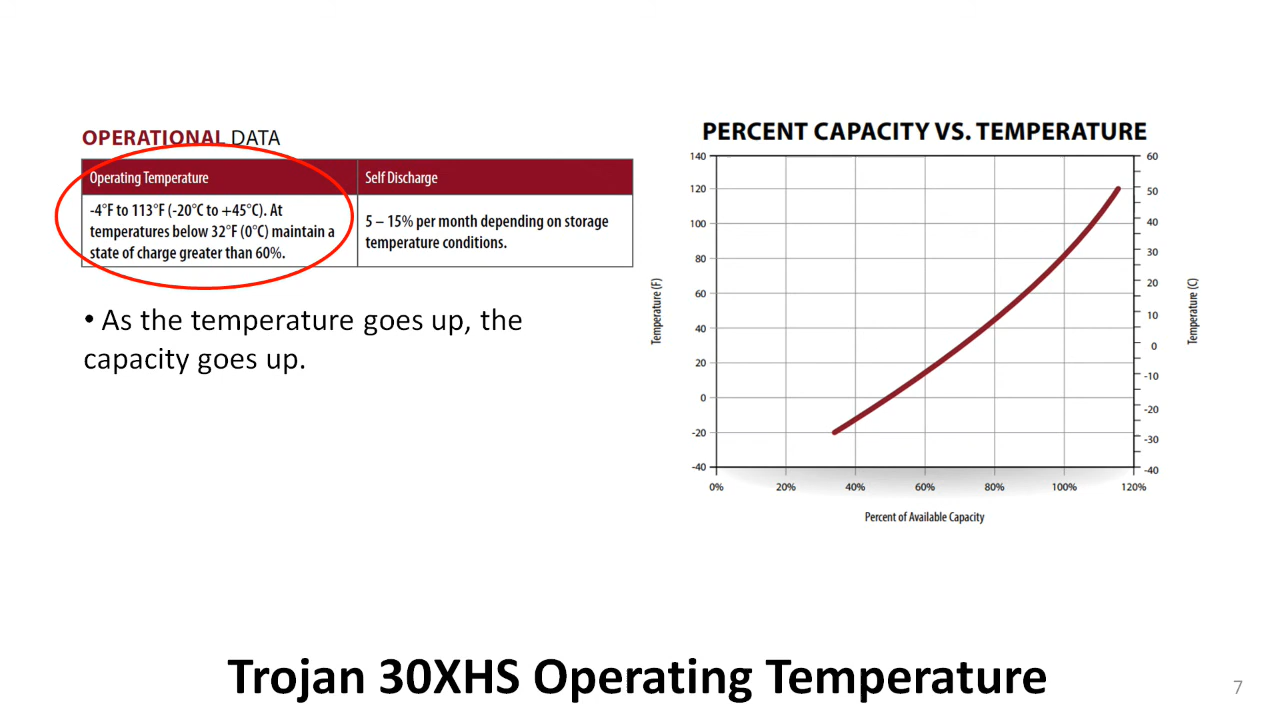 OPERATIONAL DATA
Operating Temperature
Self Discharge
-4°F to 113°F (-20°C to +45°C). At
temperatures below 32°F (0°C) maintain a
state of charge greater than 60%.
5 – 15% per month depending on storage
temperature conditions.
• As the temperature goes up, the
capacity goes up.
PERCENT CAPACITY VS. TEMPERATURE
Temperature (F)
140
120
100
80
60
40
20
0
-20
-40
60
50
40
30
20
10
0
-10
-20
-30
-40
Temperature (C)
0%
20%
40%
60%
80%
100%
120%
Percent of Available Capacity
Trojan 30XHS Operating Temperature
7